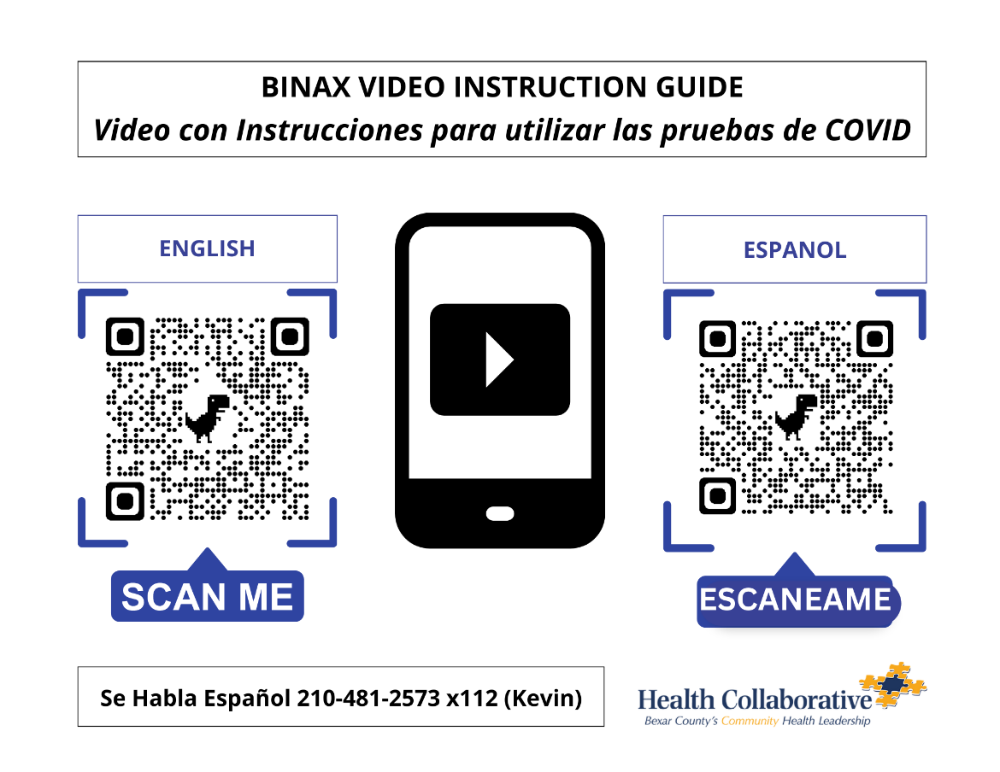 BINAX VIDEO INSTRUCTION GUIDE
Video con Instrucciones para utilizar las pruebas de COVID
ENGLISH
ESPANOL
SCAN ME
ESCANEAME
Se Habla Español 210-481-2573 x112 (Kevin)
Health Collaborative
Bexar County's Community Health Leadership